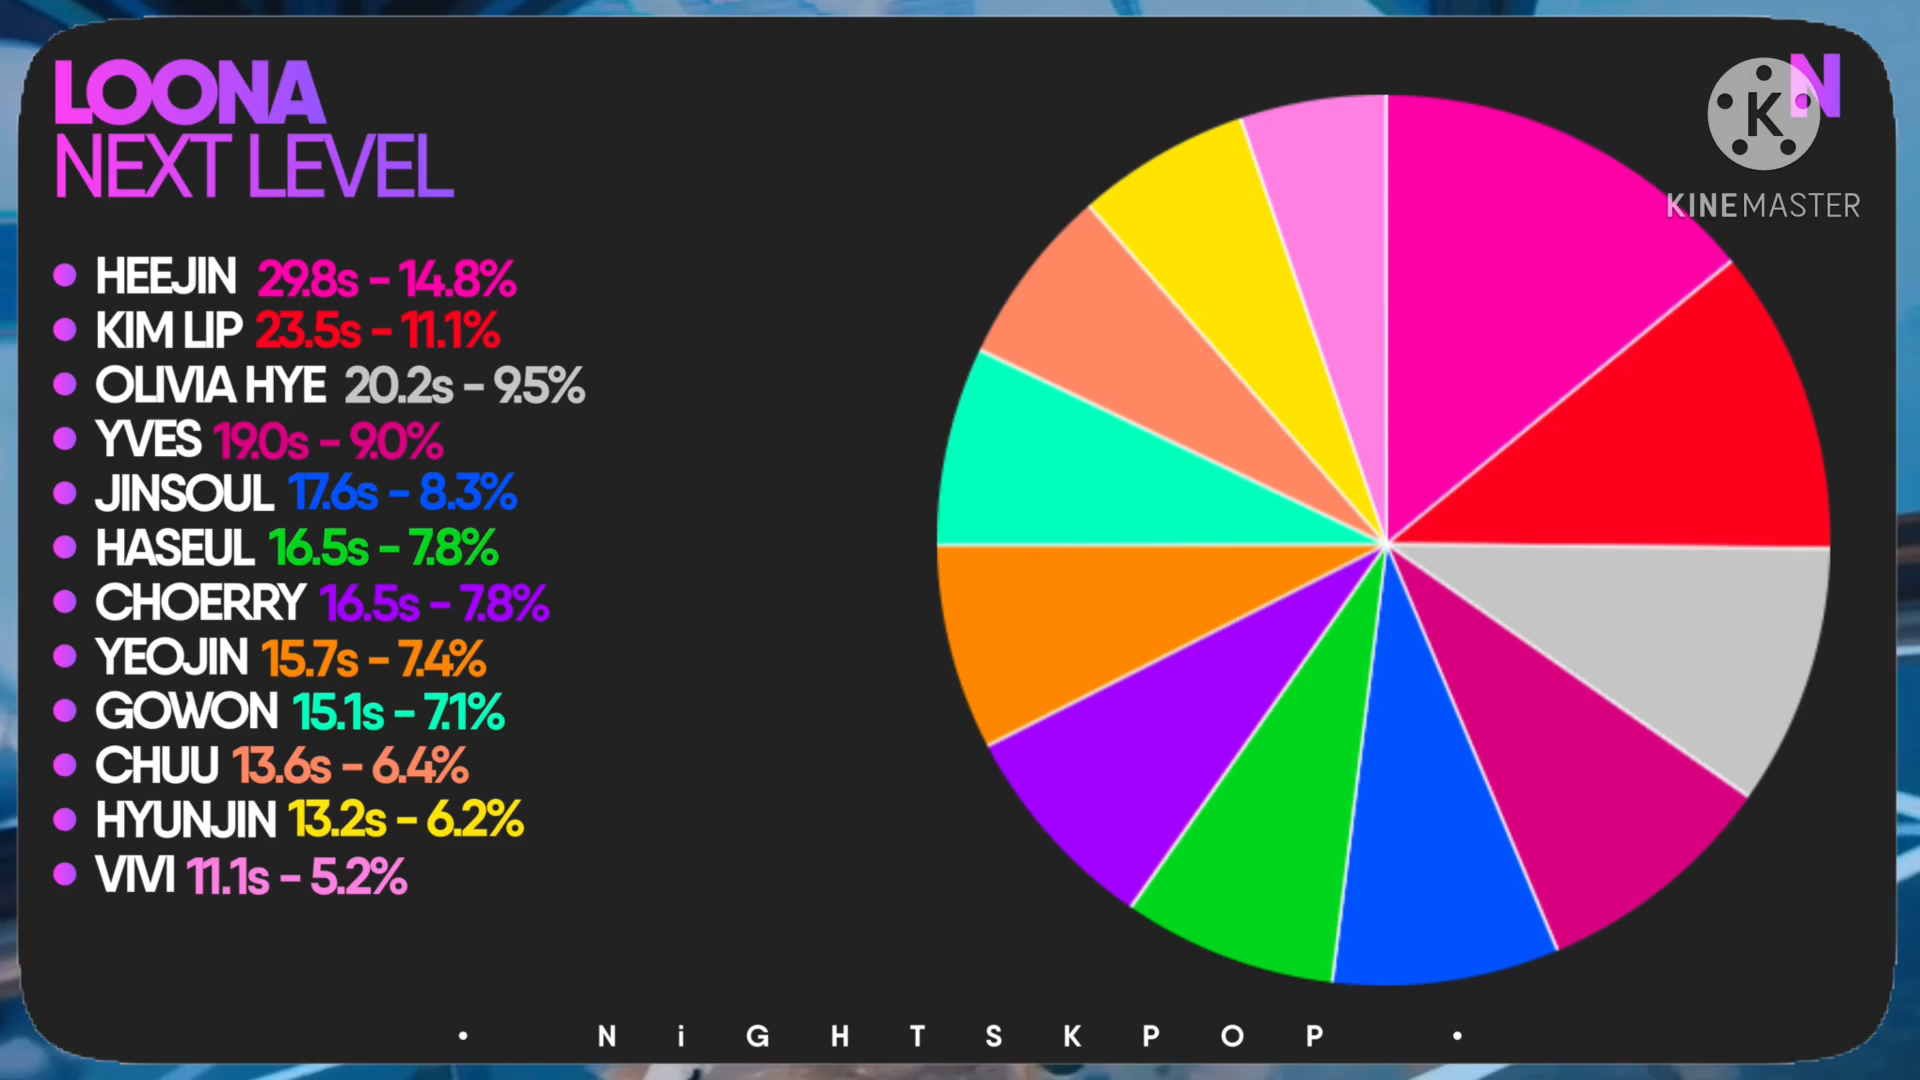 LOONA
NEXT LEVEL
HEEJIN 29.8s - 14.8%
KIM LIP 23.5s - 11.1%
OLIVIA HYE 20.2s - 9.5%
YVES 19.0s - 9.0%
JINSOUL 17.6s - 8.3%
HASEUL 16.5s - 7.8%
CHOERRY 16.5s - 7.8%
YEOJIN 15.7s - 7.4%
GOWON 15.1s - 7.1%
CHUU 13.6s - 6.4%
HYUNJIN 13.2s - 6.2%
VIVI 11.1s - 5.2%
N
K
KINEMASTER
• NiGHTSKPOP •